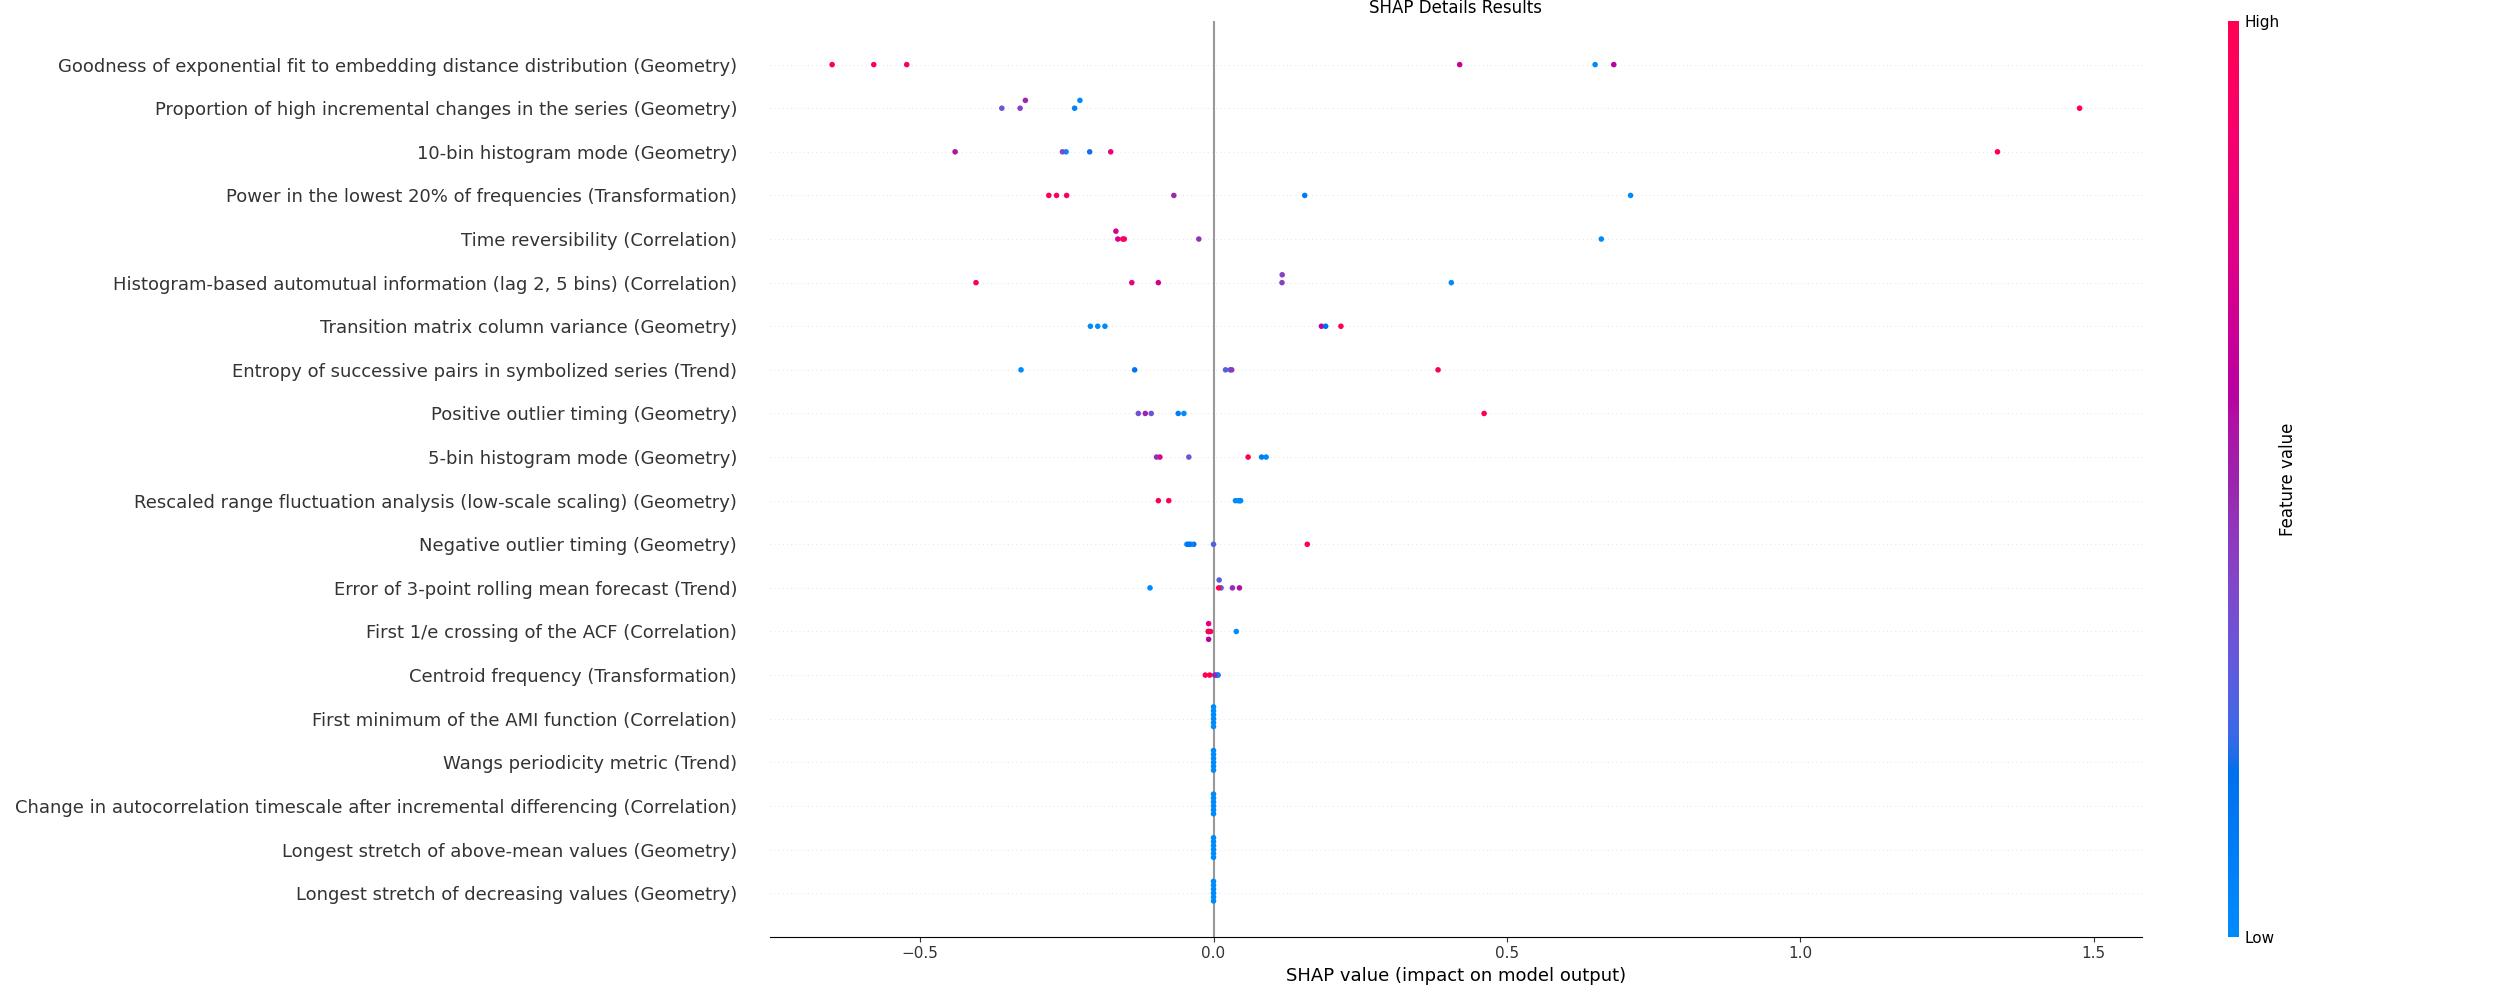 SHAP Details Results
High
Goodness of exponential fit to embedding distance distribution (Geometry)
Proportion of high incremental changes in the series (Geometry)
10-bin histogram mode (Geometry)
Power in the lowest 20% of frequencies (Transformation)
Time reversibility (Correlation)
Histogram-based automutual information (lag 2, 5 bins) (Correlation)
Transition matrix column variance (Geometry)
Entropy of successive pairs in symbolized series (Trend)
Positive outlier timing (Geometry)
5-bin histogram mode (Geometry)
Rescaled range fluctuation analysis (low-scale scaling) (Geometry)
Negative outlier timing (Geometry)
Error of 3-point rolling mean forecast (Trend)
First 1/e crossing of the ACF (Correlation)
Centroid frequency (Transformation)
First minimum of the AMI function (Correlation)
Wangs periodicity metric (Trend)
Change in autocorrelation timescale after incremental differencing (Correlation)
Longest stretch of above-mean values (Geometry)
Longest stretch of decreasing values (Geometry)
Feature value
Low
−0.5 0.0 0.5 1.0 1.5
SHAP value (impact on model output)